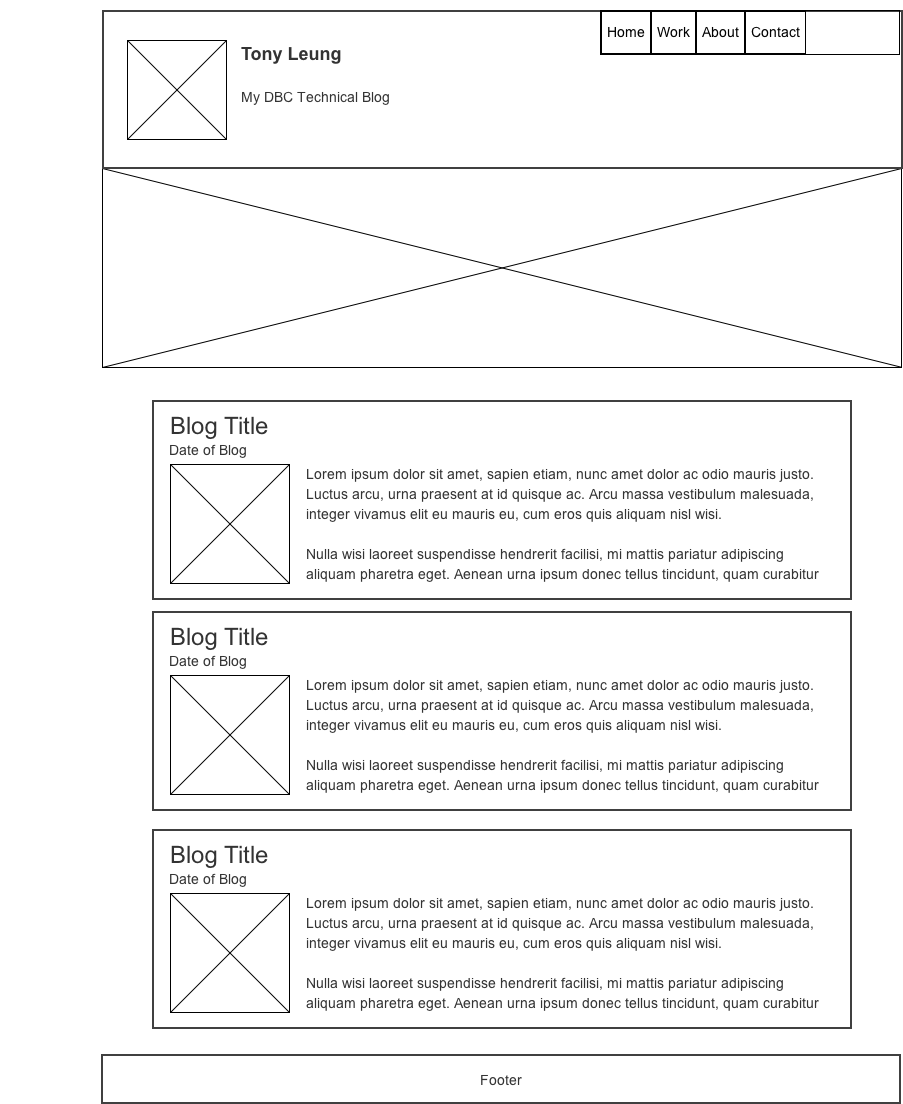 Home Work About Contact
Tony Leung
My DBC Technical Blog
Blog Title
Date of Blog
Lorem ipsum dolor sit amet, sapien etiam, nunc amet dolor ac odio mauris justo.
Luctus arcu, urna praesent at id quisque ac. Arcu massa vestibulum malesuada,
integer vivamus elit eu mauris eu, cum eros quis aliquam nisl wisi.
Nulla wisi laoreet suspendisse hendrerit facilisi, mi mattis pariatur adipiscing
aliquam pharetra eget. Aenean urna ipsum donec tellus tincidunt, quam curabitur
Blog Title
Date of Blog
Lorem ipsum dolor sit amet, sapien etiam, nunc amet dolor ac odio mauris justo.
Luctus arcu, urna praesent at id quisque ac. Arcu massa vestibulum malesuada,
integer vivamus elit eu mauris eu, cum eros quis aliquam nisl wisi.
Nulla wisi laoreet suspendisse hendrerit facilisi, mi mattis pariatur adipiscing
aliquam pharetra eget. Aenean urna ipsum donec tellus tincidunt, quam curabitur
Blog Title
Date of Blog
Lorem ipsum dolor sit amet, sapien etiam, nunc amet dolor ac odio mauris justo.
Luctus arcu, urna praesent at id quisque ac. Arcu massa vestibulum malesuada,
integer vivamus elit eu mauris eu, cum eros quis aliquam nisl wisi.
Nulla wisi laoreet suspendisse hendrerit facilisi, mi mattis pariatur adipiscing
aliquam pharetra eget. Aenean urna ipsum donec tellus tincidunt, quam curabitur
Footer